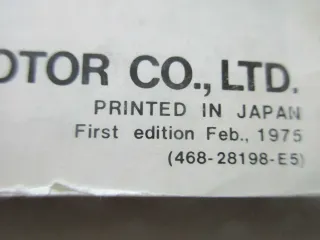 OTOR CO., LTD.
PRINTED IN JAPAN
First edition Feb., 1975
(468-28198-E5)